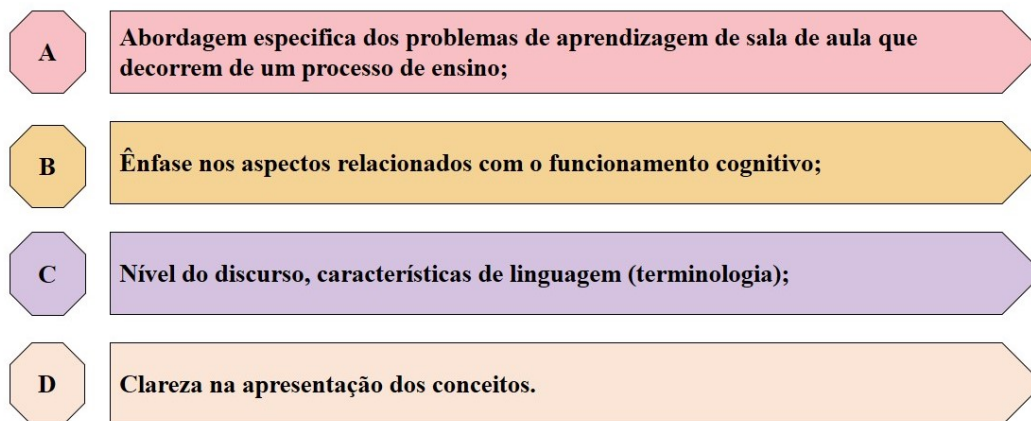 A
Abordagem especifica dos problemas de aprendizagem de sala de aula que
decorrem de um processo de ensino;
B
Ênfase nos aspectos relacionados com o funcionamento cognitivo;
C
Nível do discurso, características de linguagem (terminologia);
D
Clareza na apresentação dos conceitos.